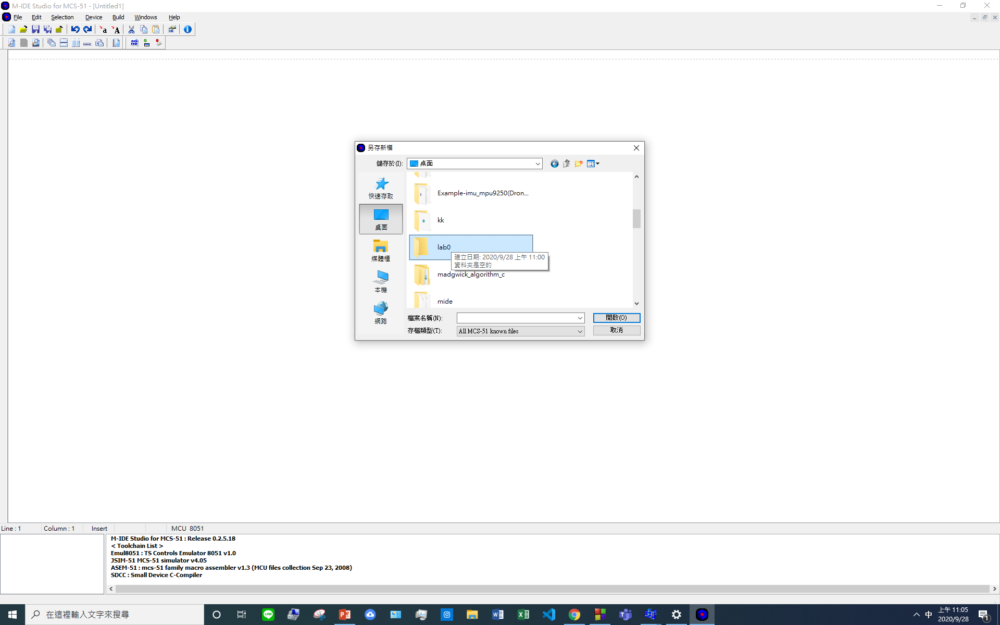 M-IDE Studio for MCS-51 - [Untitled1]
File Edit Selection Device Build Windows Help
另存新檔
儲存於(I): 桌面
快速存取
桌面
媒體櫃
本機
網路
Example-imu_mpu9250(Dron...
kk
lab0
建立日期: 2020/9/28 上午 11:00
資料夾是空的
madgwick_algorithm_c
mide
檔案名稱(N): 開啟(O)
存檔類型(T): All MCS-51 known files 取消
Line : 1 Column : 1 Insert MCU 8051
M-IDE Studio for MCS-51 : Release 0.2.5.18
< Toolchain List >
Emul8051 : TS Controls Emulator 8051 v1.0
JSIM-51 MCS-51 simulator v4.05
ASEM-51 : mcs-51 family macro assembler v1.3 (MCU files collection Sep 23, 2008)
SDCC : Small Device C-Compiler
在這裡輸入文字來搜尋
中
上午 11:05
2020/9/28
1